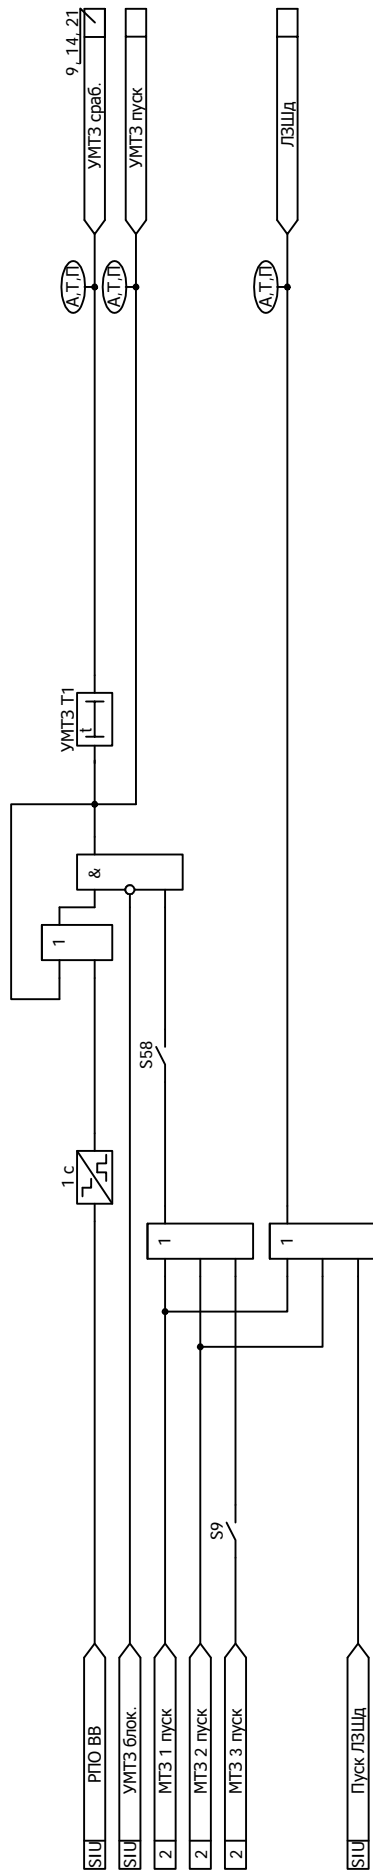 SIU РПО ВВ
SIU УМТЗ блок.
2 МТЗ 1 пуск
2 МТЗ 2 пуск
2 МТЗ 3 пуск
SIU Пуск ЛЗШд
S9
1
1
S58
1 с
1
&
УМТЗ Т1
t
А,Т,П
А,Т,П
А,Т,П
УМТЗ сраб.
9, 14, 21
УМТЗ пуск
ЛЗШд